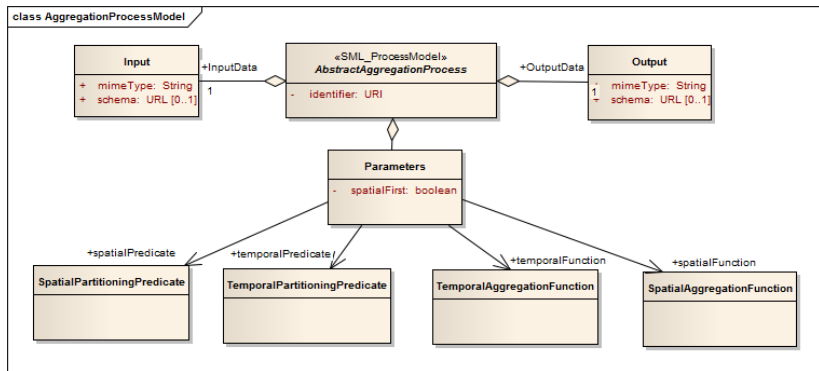 class AggregationProcessModel
Input
+ mimeType: String
+ schema: URL [0..1]
+InputData
1
«SML_ProcessModel»
AbstractAggregationProcess
- identifier: URI
+OutputData
1
Output
- mimeType: String
+ schema: URL [0..1]
Parameters
- spatialFirst: boolean
+spatialPredicate
+temporalPredicate
+temporalFunction
+spatialFunction
SpatialPartitioningPredicate
TemporalPartitioningPredicate
TemporalAggregationFunction
SpatialAggregationFunction